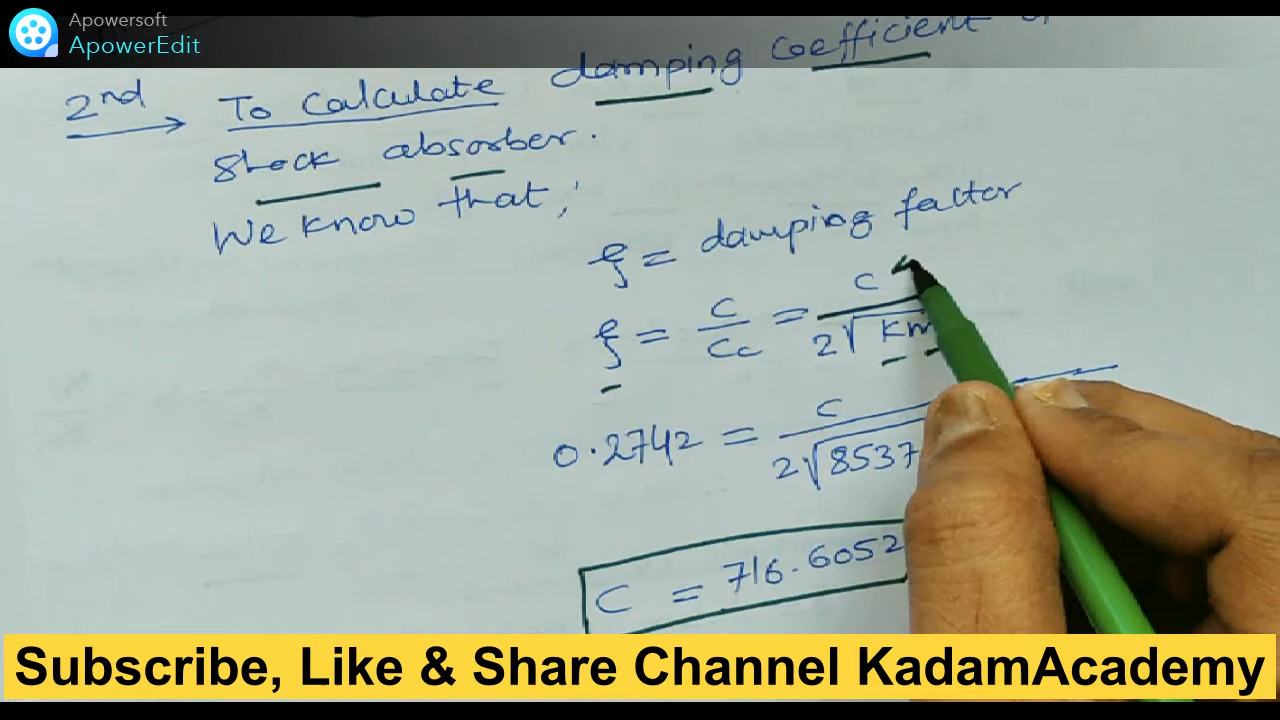 Apowersoft
ApowerEdit
2nd To Calculate damping Coefficient
Shock absorber.
We know that,
ξ = damping factor
ξ = C/Cc = C/2√Km
0.2742 = C/2√8537
C = 716.6052
Subscribe, Like & Share Channel KadamAcademy